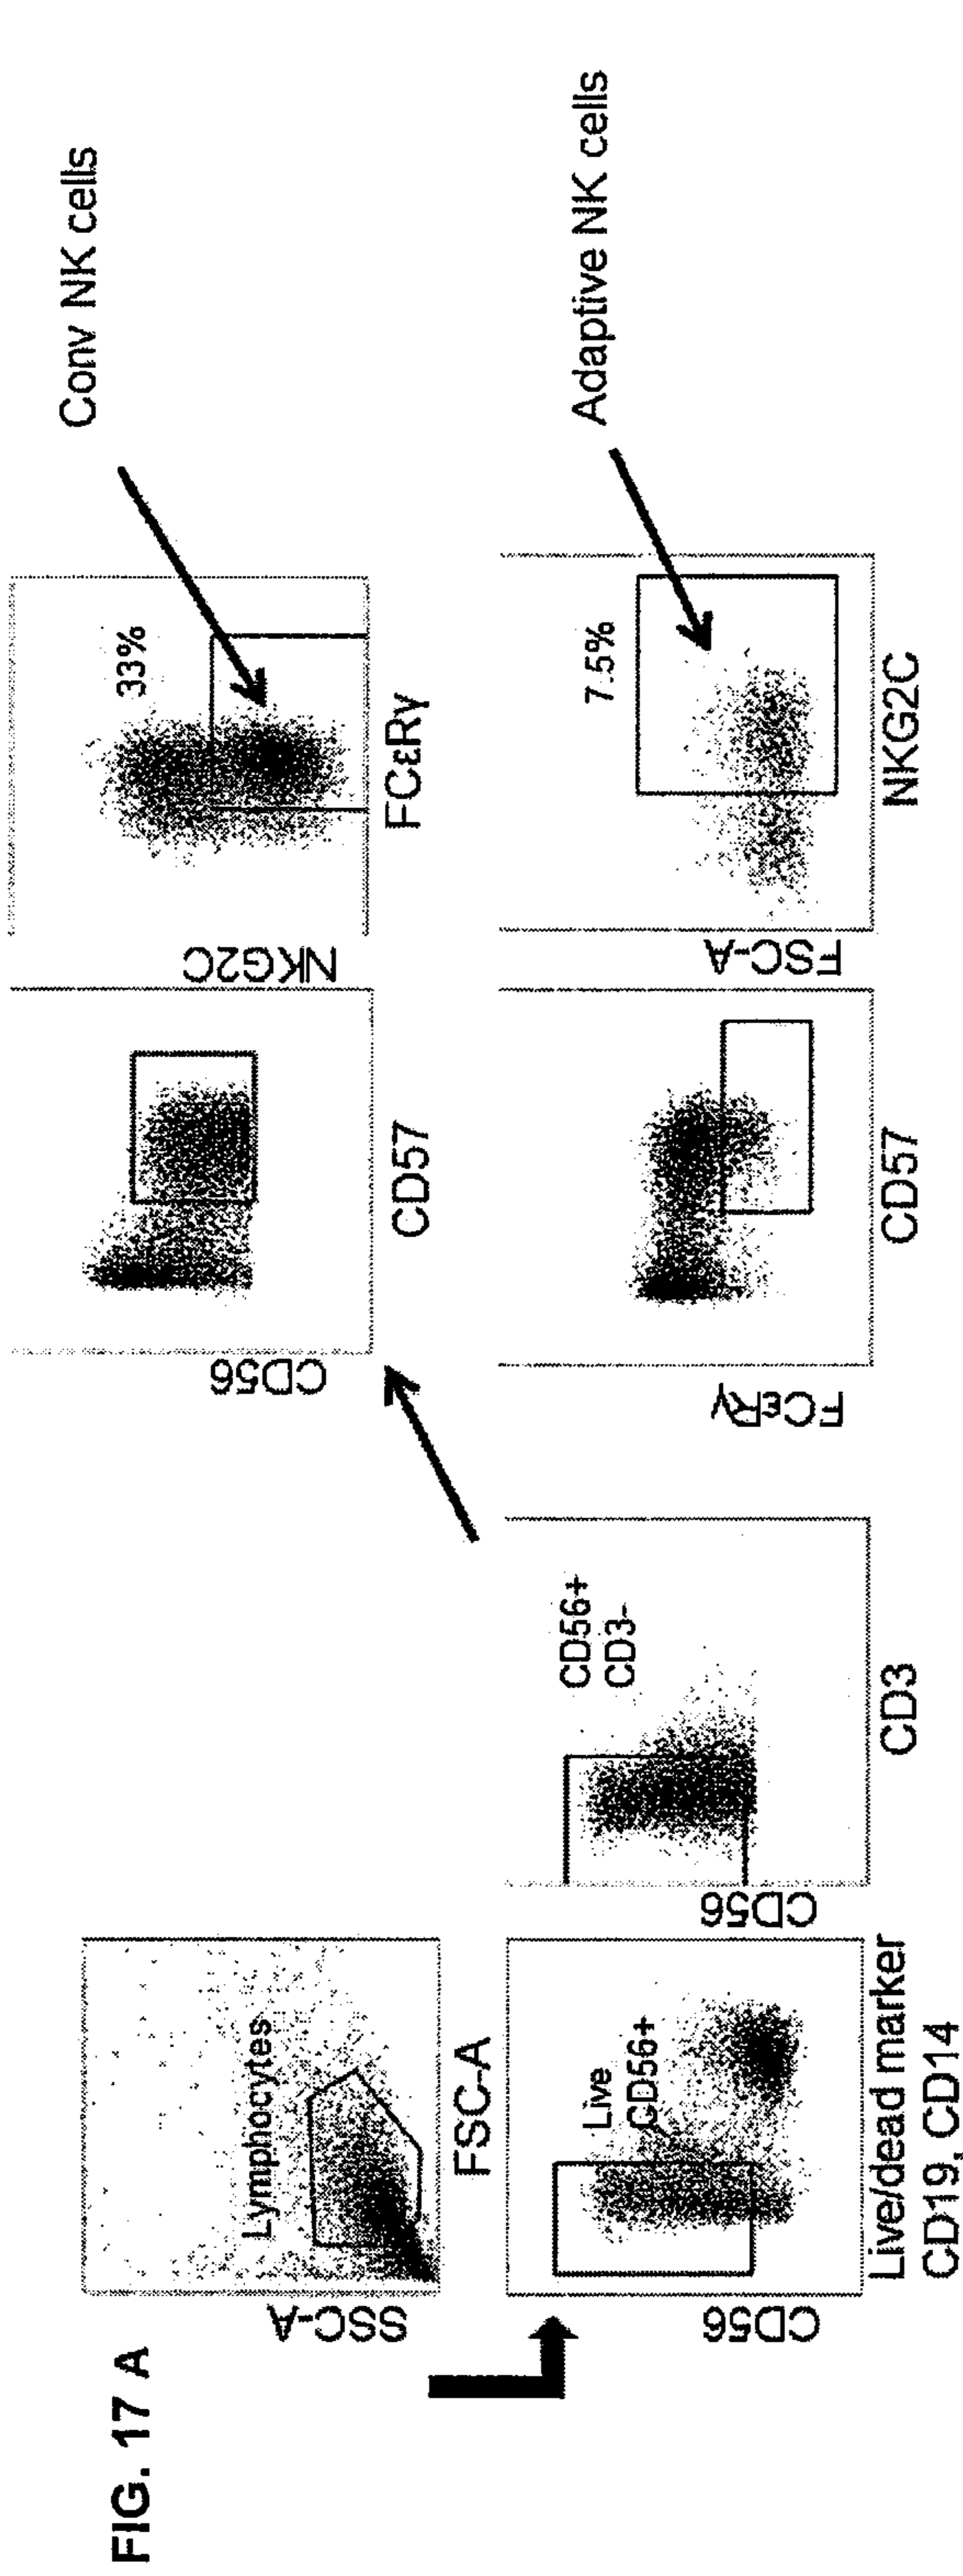 FIG. 17 A
SSC-A
Lymphocytes
FSC-A
CD56
Live
CD56+
Live/dead marker
CD19, CD14
CD56
CD56+
CD3-
CD3
CD56
CD57
NKG2C
33%
FCεRγ
Conv NK cells
FCεRγ
CD57
FSC-A
7.5%
NKG2C
Adaptive NK cells